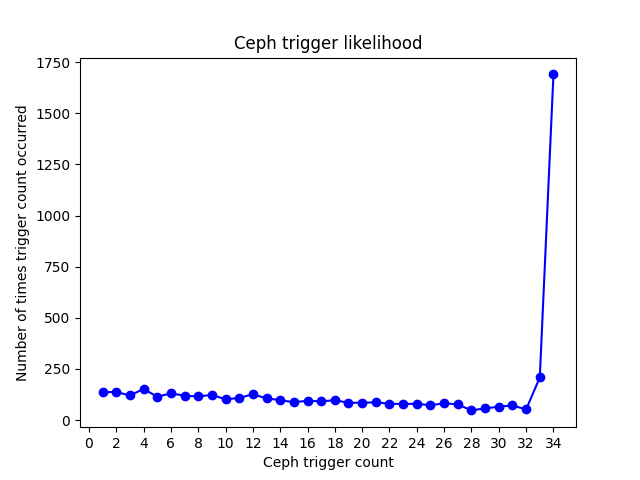 Ceph trigger likelihood
Number of times trigger count occurred
1750
1500
1250
1000
750
500
250
0
0 2 4 6 8 10 12 14 16 18 20 22 24 26 28 30 32 34
Ceph trigger count